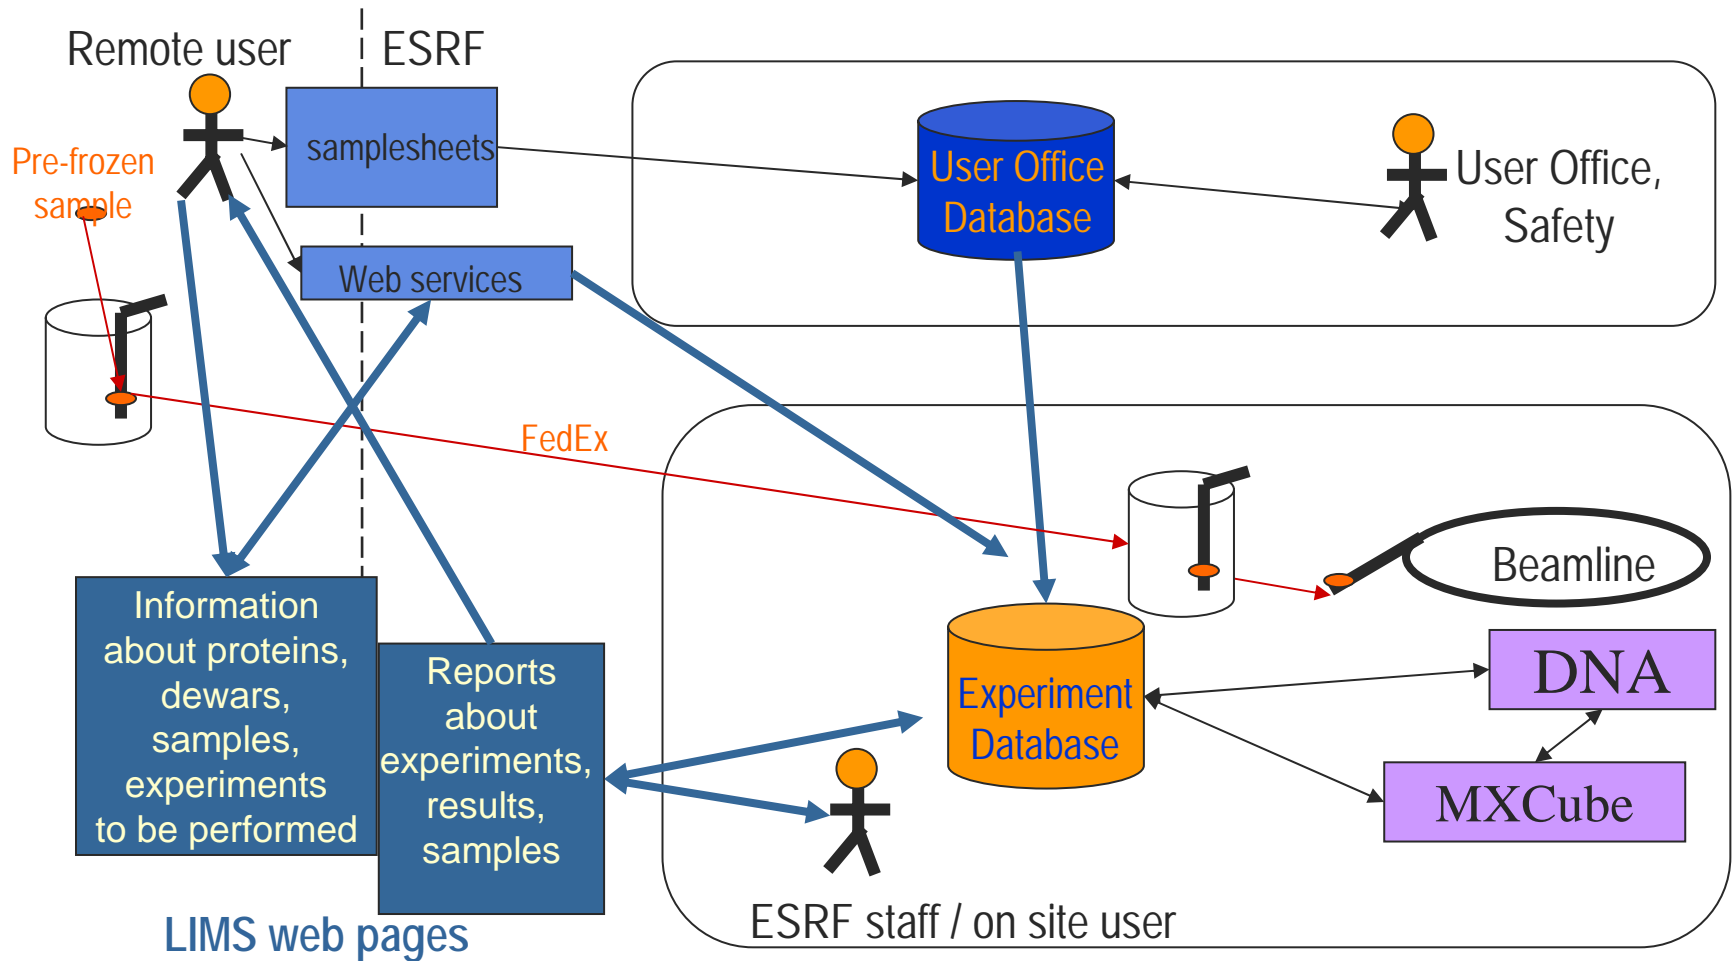 Remote user
ESRF
Pre-frozen
sample
samplesheets
Web services
User Office
Database
User Office,
Safety
FedEx
Beamline
Information
about proteins,
dewars,
samples,
experiments
to be performed
Reports
about
experiments,
results,
samples
Experiment
Database
DNA
MXCube
LIMS web pages
ESRF staff / on site user